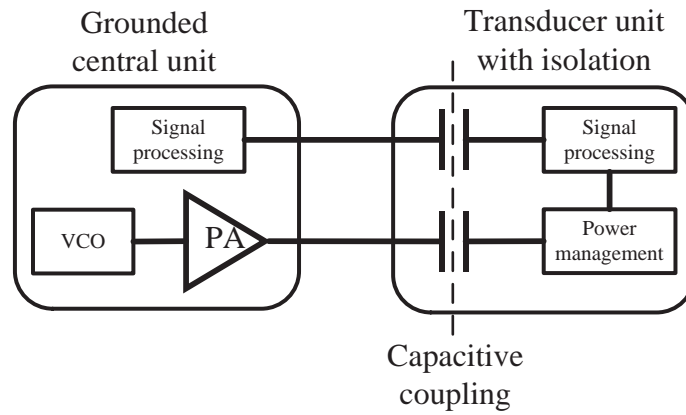 Grounded
central unit
Transducer unit
with isolation
Signal
processing
Signal
processing
VCO
PA
Power
management
Capacitive
coupling